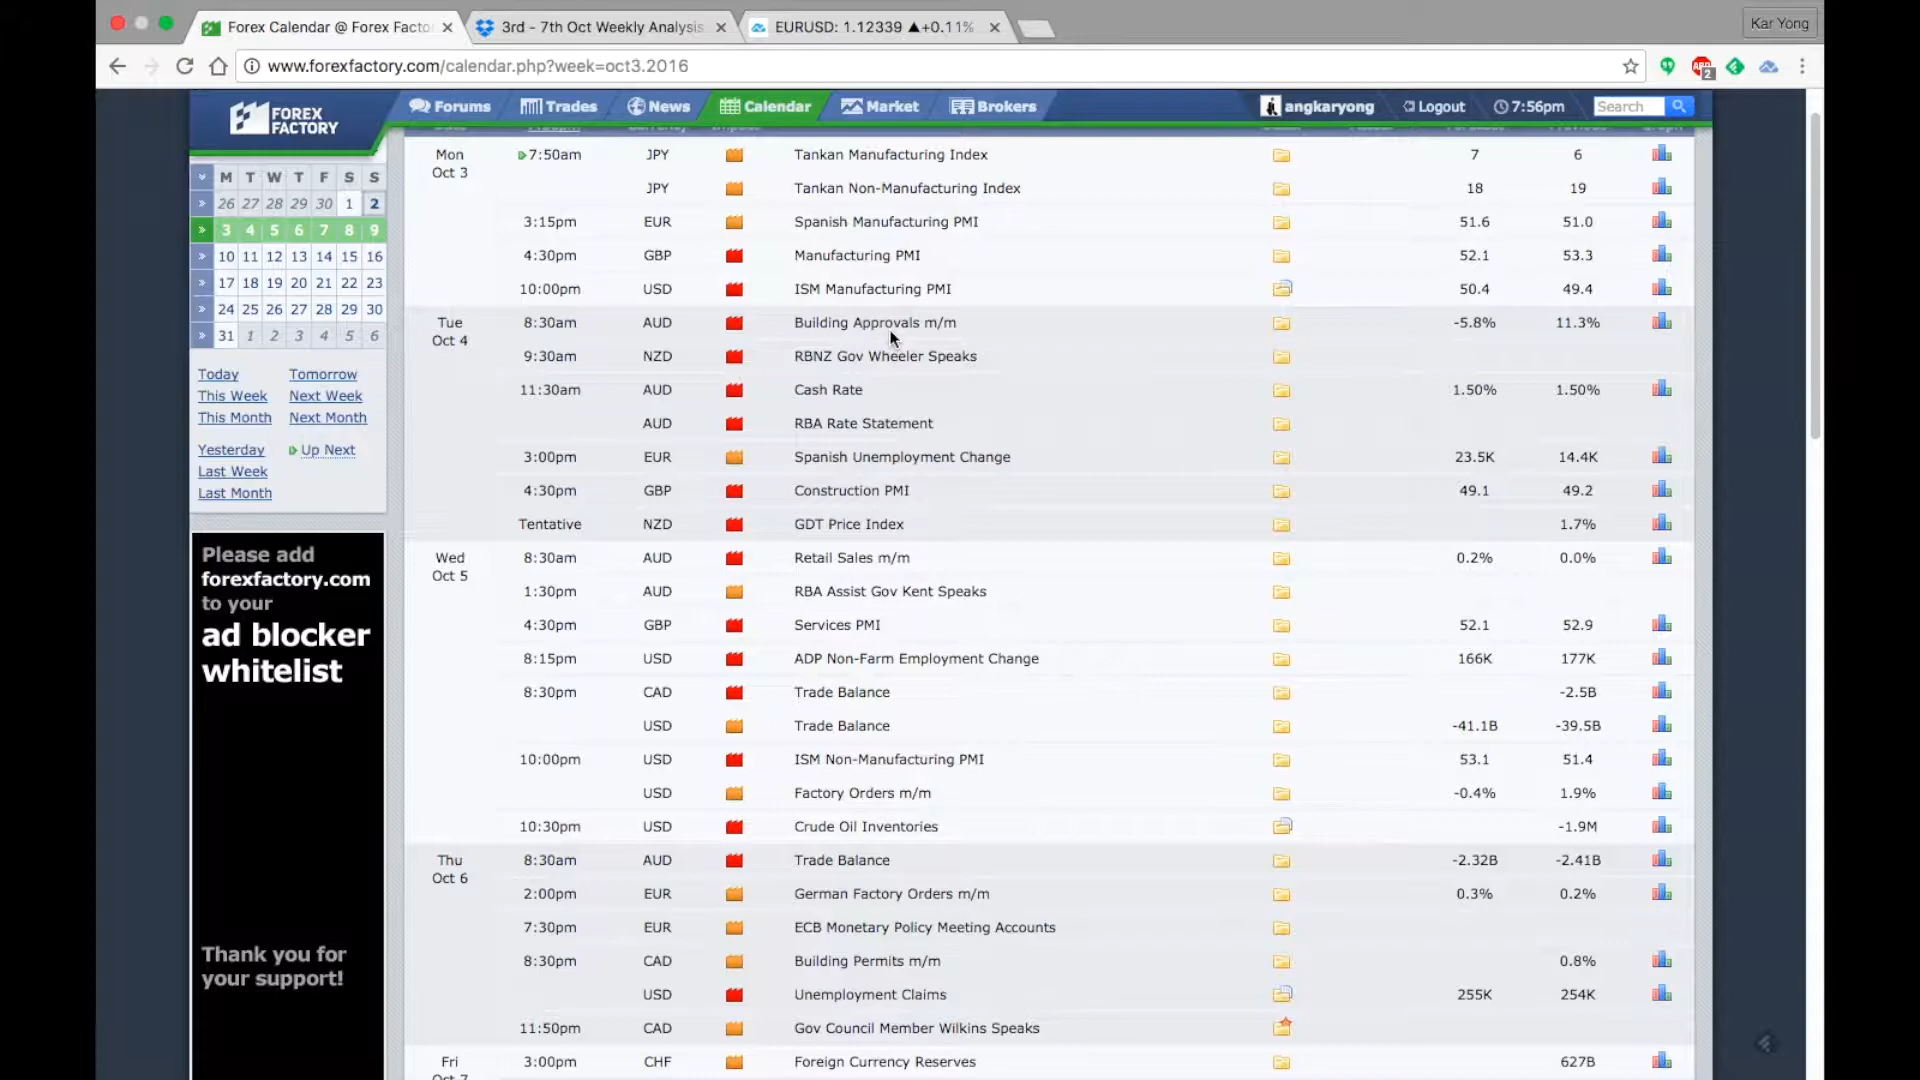 Forex Calendar @ Forex Facto
3rd - 7th Oct Weekly Analysis
EURUSD: 1.12339 ▲+0.11%
Kar Yong
www.forexfactory.com/calendar.php?week=oct3.2016
2
FOREX FACTORY
Forums Trades News Calendar Market Brokers
angkaryong Logout 7:56pm Search
M T W T F S S
26 27 28 29 30 1 2
3 4 5 6 7 8 9
10 11 12 13 14 15 16
17 18 19 20 21 22 23
24 25 26 27 28 29 30
31 1 2 3 4 5 6
Today Tomorrow
This Week Next Week
This Month Next Month
Yesterday Up Next
Last Week
Last Month
Please add
forexfactory.com
to your
ad blocker
whitelist
Thank you for
your support!
Mon Oct 3 7:50am JPY Tankan Manufacturing Index 7 6
JPY Tankan Non-Manufacturing Index 18 19
3:15pm EUR Spanish Manufacturing PMI 51.6 51.0
4:30pm GBP Manufacturing PMI 52.1 53.3
10:00pm USD ISM Manufacturing PMI 50.4 49.4
Tue Oct 4 8:30am AUD Building Approvals m/m -5.8% 11.3%
9:30am NZD RBNZ Gov Wheeler Speaks
11:30am AUD Cash Rate 1.50% 1.50%
AUD RBA Rate Statement
3:00pm EUR Spanish Unemployment Change 23.5K 14.4K
4:30pm GBP Construction PMI 49.1 49.2
Tentative NZD GDT Price Index 1.7%
Wed Oct 5 8:30am AUD Retail Sales m/m 0.2% 0.0%
1:30pm AUD RBA Assist Gov Kent Speaks
4:30pm GBP Services PMI 52.1 52.9
8:15pm USD ADP Non-Farm Employment Change 166K 177K
8:30pm CAD Trade Balance -2.5B
USD Trade Balance -41.1B -39.5B
10:00pm USD ISM Non-Manufacturing PMI 53.1 51.4
USD Factory Orders m/m -0.4% 1.9%
10:30pm USD Crude Oil Inventories -1.9M
Thu Oct 6 8:30am AUD Trade Balance -2.32B -2.41B
2:00pm EUR German Factory Orders m/m 0.3% 0.2%
7:30pm EUR ECB Monetary Policy Meeting Accounts
8:30pm CAD Building Permits m/m 0.8%
USD Unemployment Claims 255K 254K
11:50pm CAD Gov Council Member Wilkins Speaks
Fri Oct 7 3:00pm CHF Foreign Currency Reserves 627B